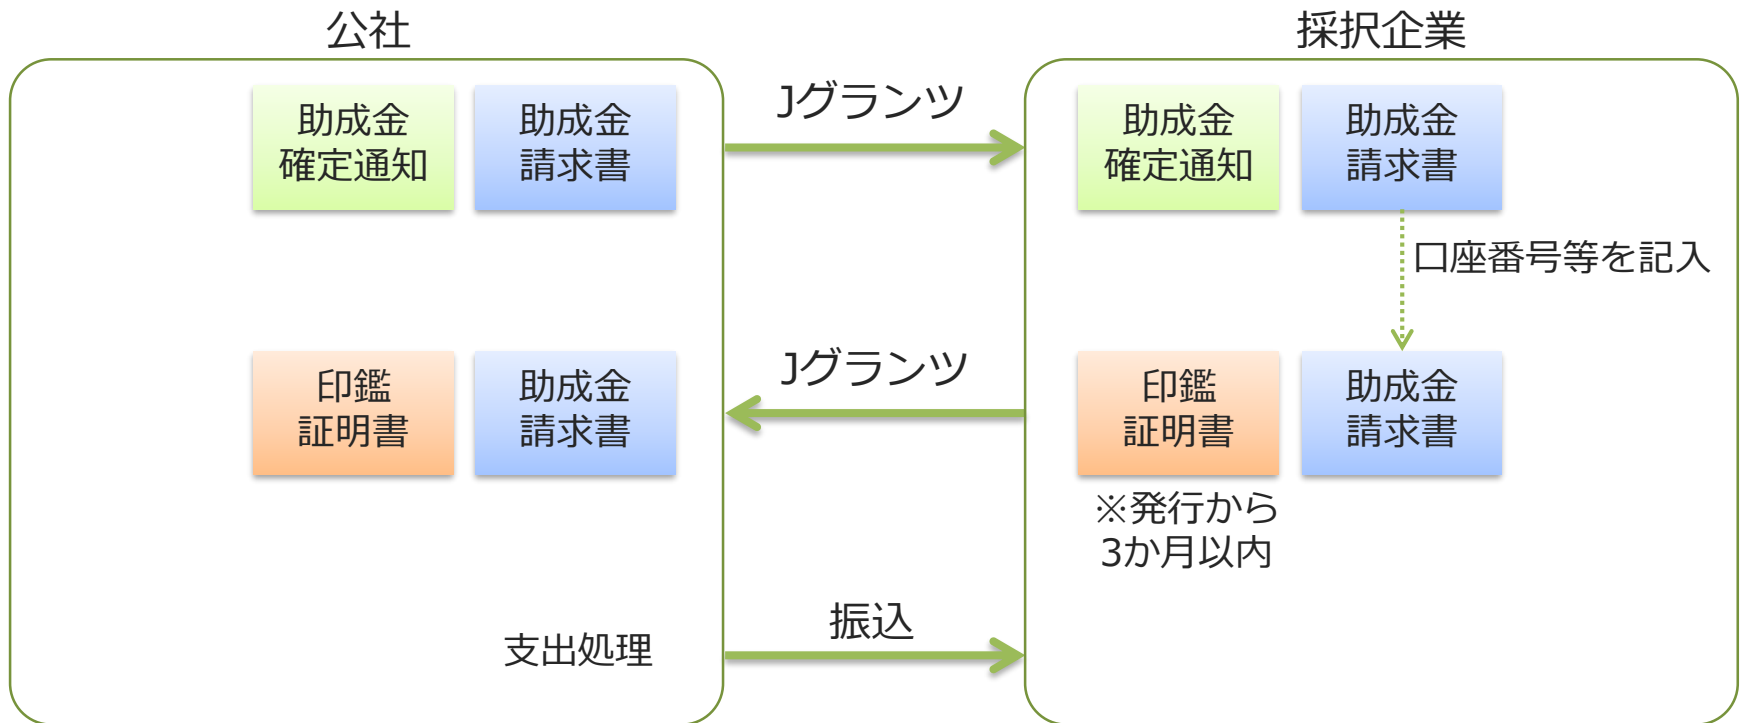 公社
採択企業
助成金
確定通知
助成金
請求書
Jグランツ
助成金
確定通知
助成金
請求書
口座番号等を記入
印鑑
証明書
助成金
請求書
Jグランツ
印鑑
証明書
助成金
請求書
※発行から
3か月以内
支出処理
振込